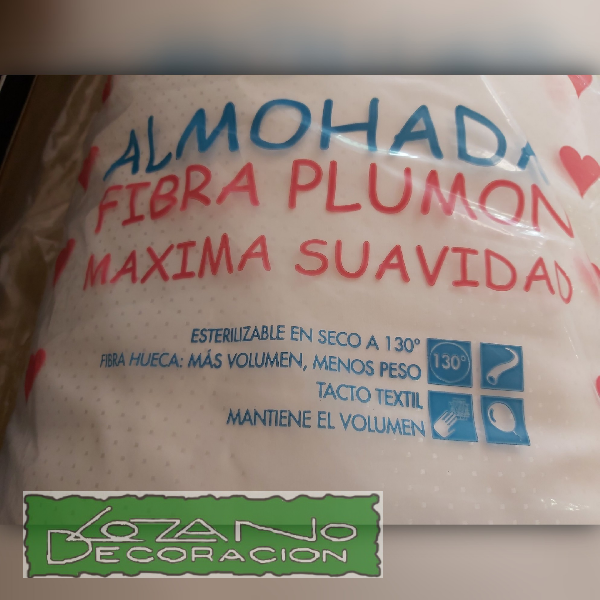 ALMOHADA
FIBRA PLUMON
MAXIMA SUAVIDAD
ESTERILIZABLE EN SECO A 130°
FIBRA HUECA: MÁS VOLUMEN, MENOS PESO
TACTO TEXTIL
MANTIENE EL VOLUMEN
130°
LOZANO
DECORACION